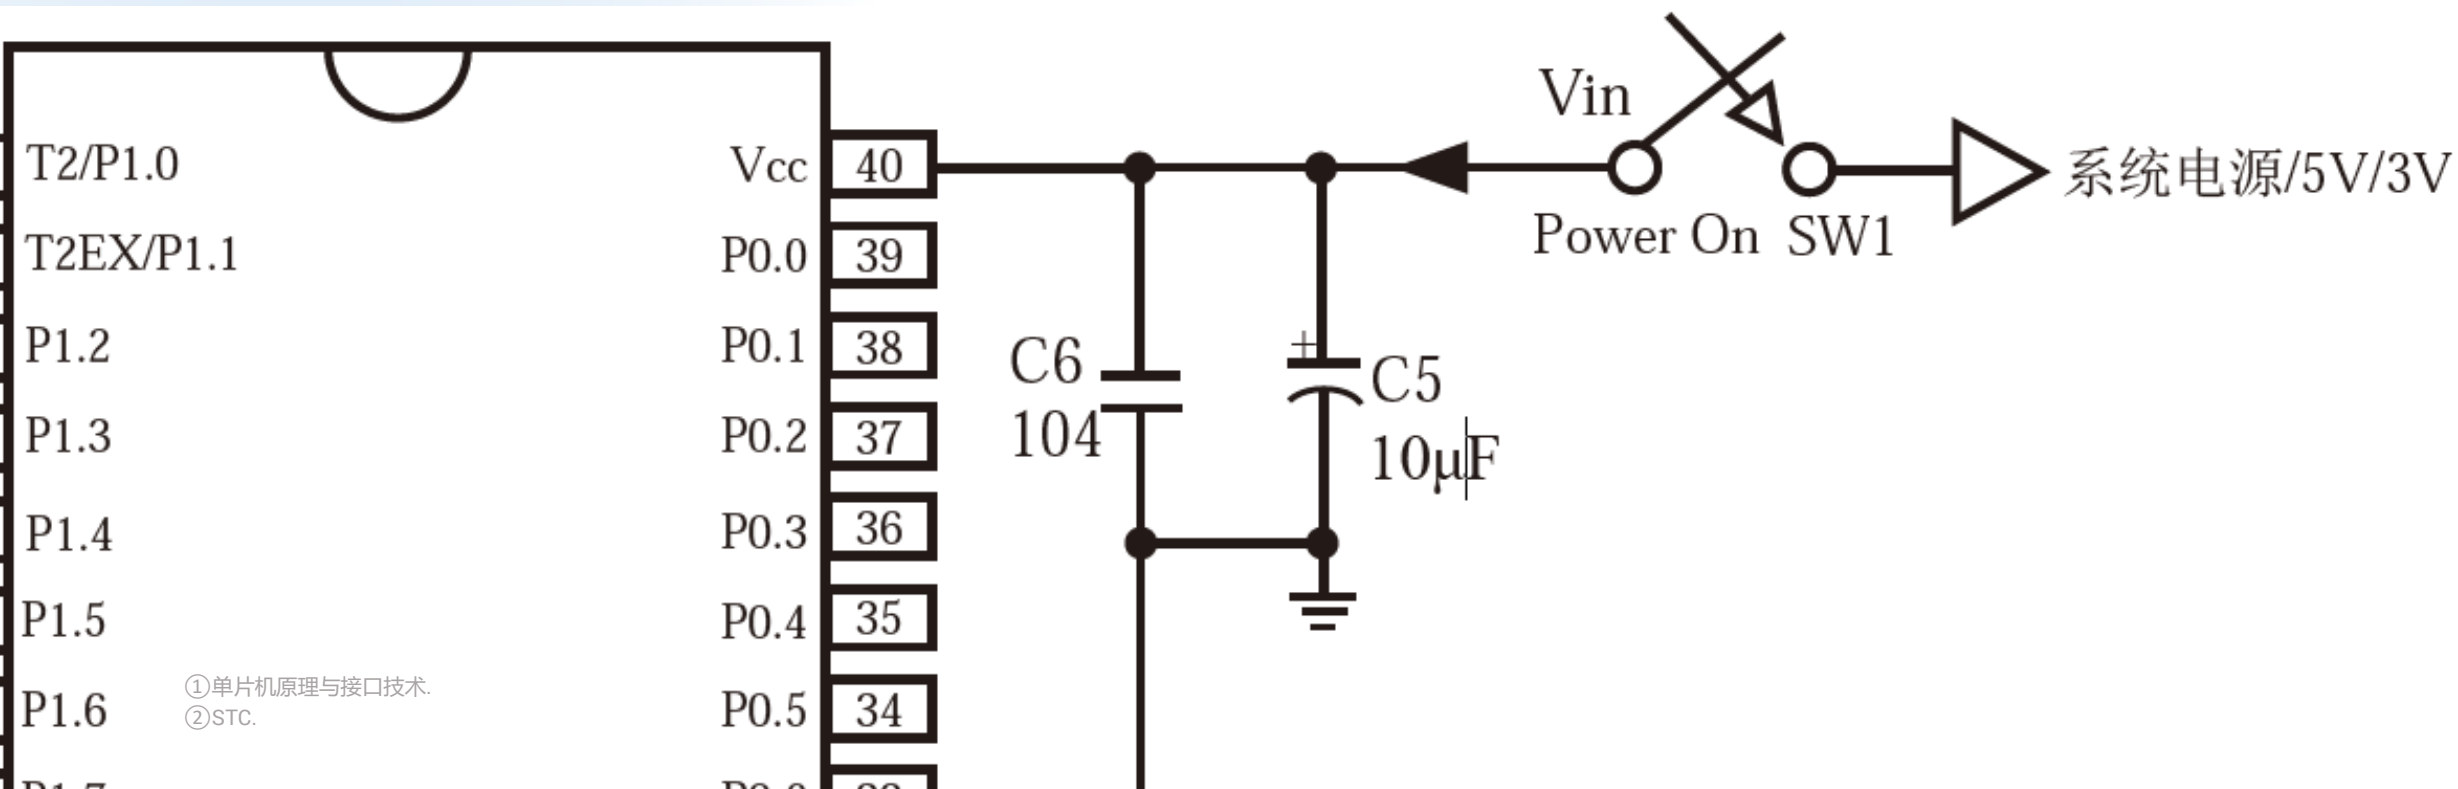 T2/P1.0
T2EX/P1.1
P1.2
P1.3
P1.4
P1.5
P1.6
①单片机原理与接口技术.
②STC.
Vcc 40
P0.0 39
P0.1 38
P0.2 37
P0.3 36
P0.4 35
P0.5 34
C6
104
+
C5
10μF
Vin
Power On SW1
系统电源/5V/3V